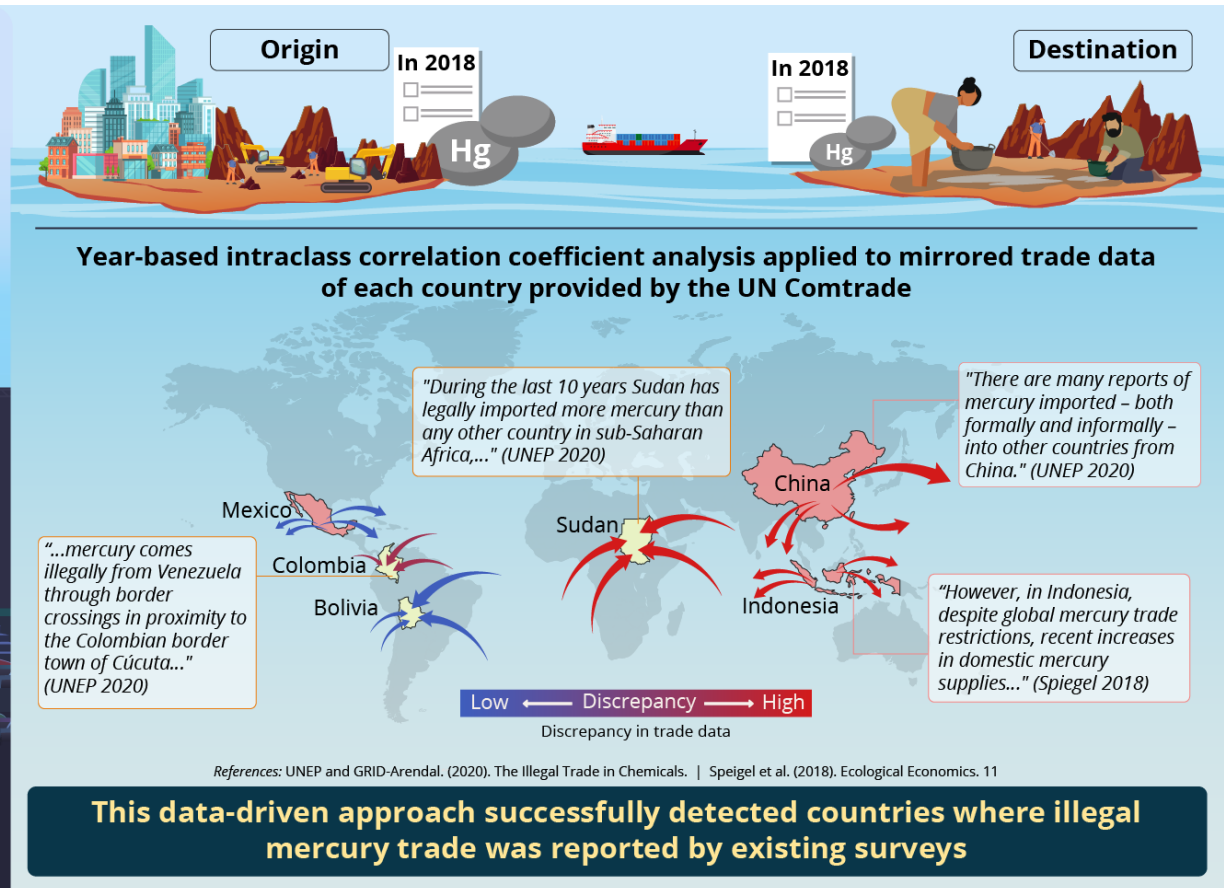 Origin
In 2018
Hg
In 2018
Hg
Destination
Year-based intraclass correlation coefficient analysis applied to mirrored trade data
of each country provided by the UN Comtrade
"During the last 10 years Sudan has
legally imported more mercury than
any other country in sub-Saharan
Africa,..." (UNEP 2020)
"There are many reports of
mercury imported – both
formally and informally –
into other countries from
China." (UNEP 2020)
China
Mexico
Sudan
“...mercury comes
illegally from Venezuela
through border
crossings in proximity to
the Colombian border
town of Cúcuta..."
(UNEP 2020)
Colombia
Bolivia
Indonesia
“However, in Indonesia,
despite global mercury trade
restrictions, recent increases
in domestic mercury
supplies..." (Spiegel 2018)
Low Discrepancy High
Discrepancy in trade data
References: UNEP and GRID-Arendal. (2020). The Illegal Trade in Chemicals. | Speigel et al. (2018). Ecological Economics. 11
This data-driven approach successfully detected countries where illegal
mercury trade was reported by existing surveys